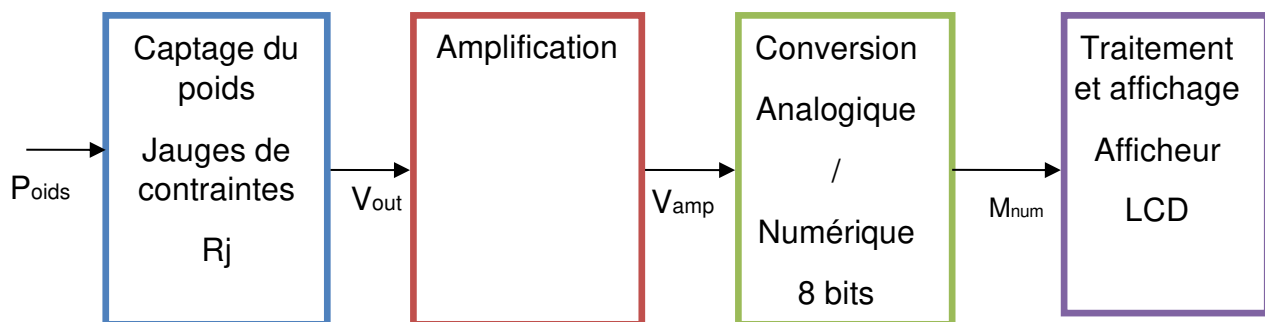 Captage du
poids
Jauges de
contraintes
Rj
Amplification
Conversion
Analogique
/
Numérique
8 bits
Traitement
et affichage
Afficheur
LCD
Poids
Vout
Vamp
Mnum